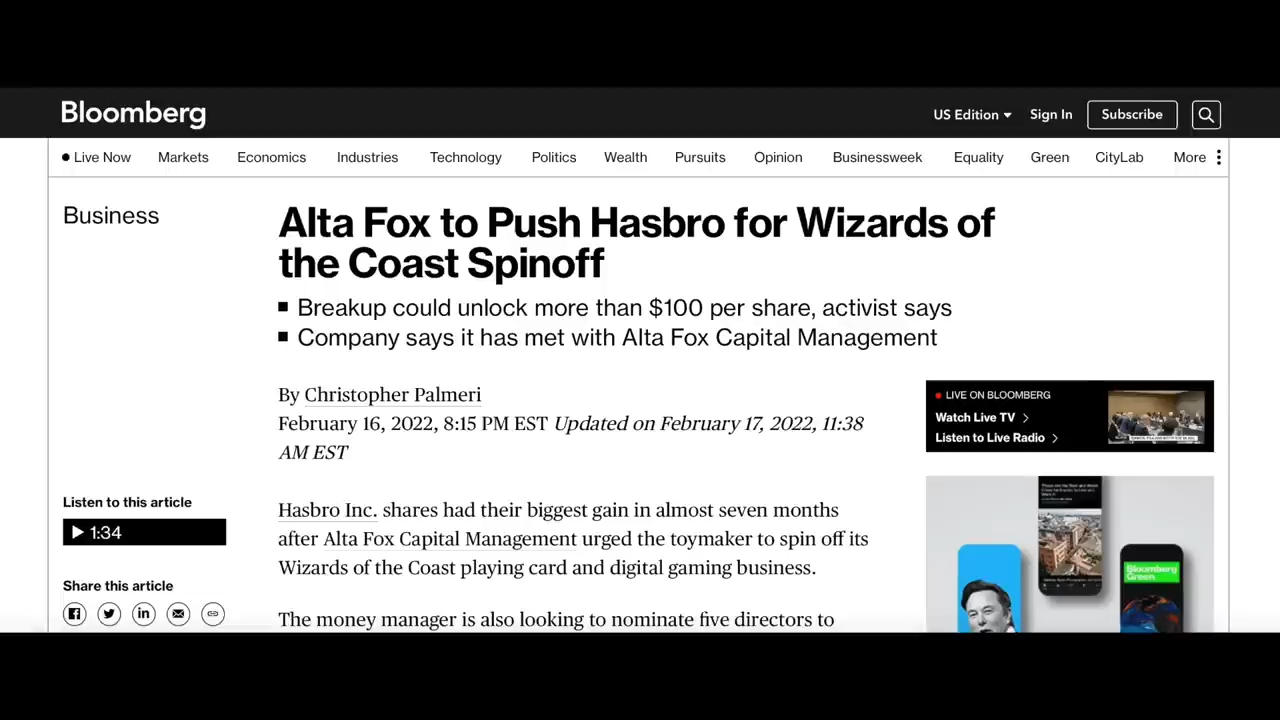 Bloomberg
US Edition
Sign In
Subscribe
Live Now
Markets
Economics
Industries
Technology
Politics
Wealth
Pursuits
Opinion
Businessweek
Equality
Green
CityLab
More
Business
Alta Fox to Push Hasbro for Wizards of
the Coast Spinoff
Breakup could unlock more than $100 per share, activist says
Company says it has met with Alta Fox Capital Management
By Christopher Palmeri
February 16, 2022, 8:15 PM EST Updated on February 17, 2022, 11:38
AM EST
Listen to this article
1:34
Share this article
Hasbro Inc. shares had their biggest gain in almost seven months
after Alta Fox Capital Management urged the toymaker to spin off its
Wizards of the Coast playing card and digital gaming business.
The money manager is also looking to nominate five directors to
LIVE ON BLOOMBERG
Watch Live TV
Listen to Live Radio
Bloomberg
Green